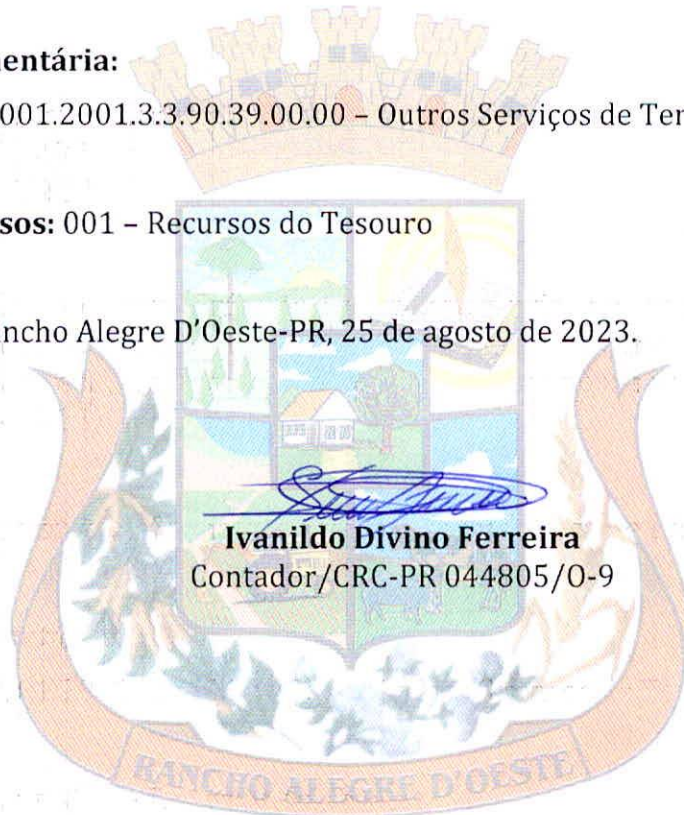 entária:
001.2001.3.3.90.39.00.00 – Outros Serviços de Ter
sos: 001 – Recursos do Tesouro
ncho Alegre D'Oeste-PR, 25 de agosto de 2023.
Ivanildo Divino Ferreira
Contador/CRC-PR 044805/O-9
RANCHO ALEGRE D'OESTE